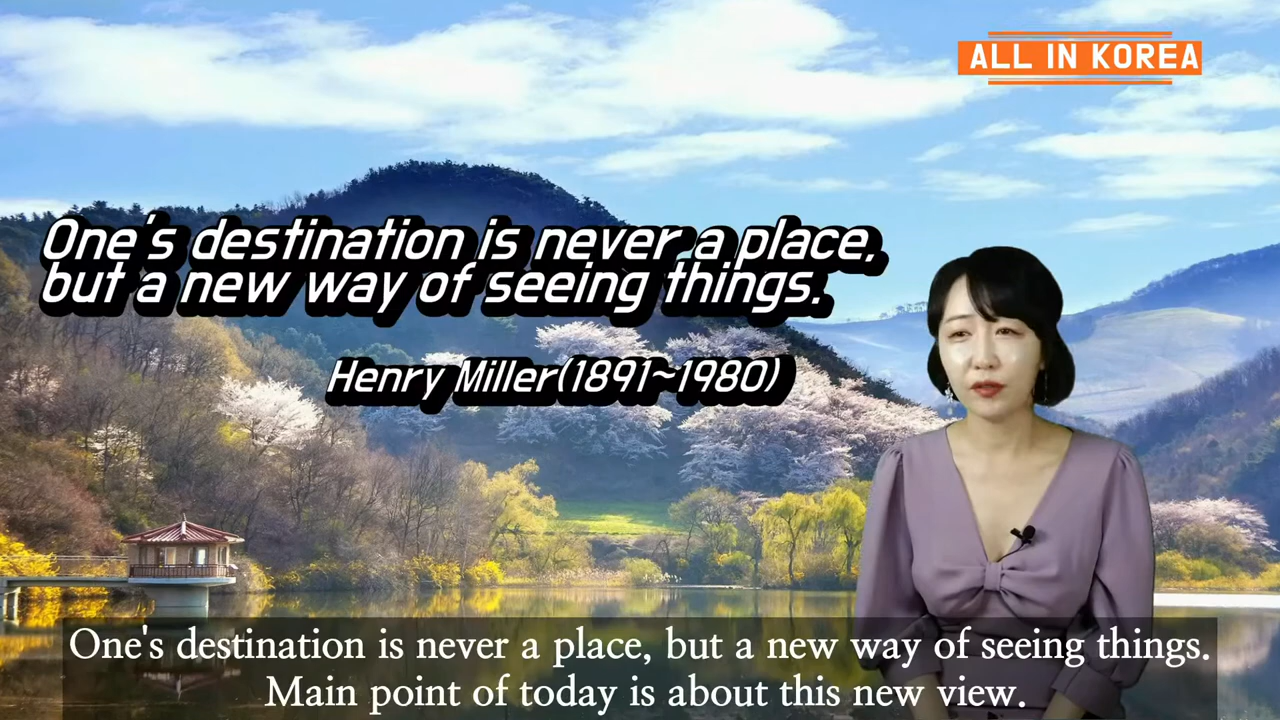 ALL IN KOREA
One's destination is never a place,
but a new way of seeing things.
Henry Miller(1891~1980)
One's destination is never a place, but a new way of seeing things.
Main point of today is about this new view.